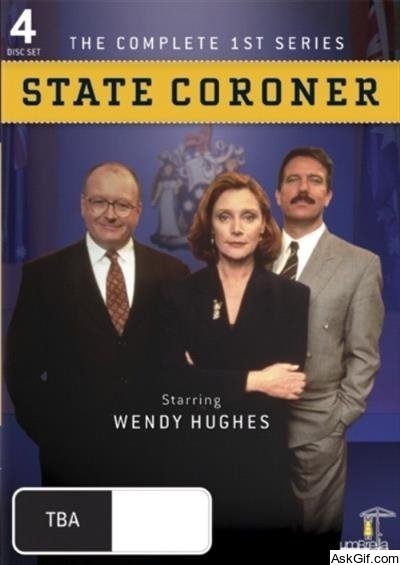 4
DISC SET
THE COMPLETE 1ST SERIES
STATE CORONER
Starring
WENDY HUGHES
TBA
umbrella
AskGif.com